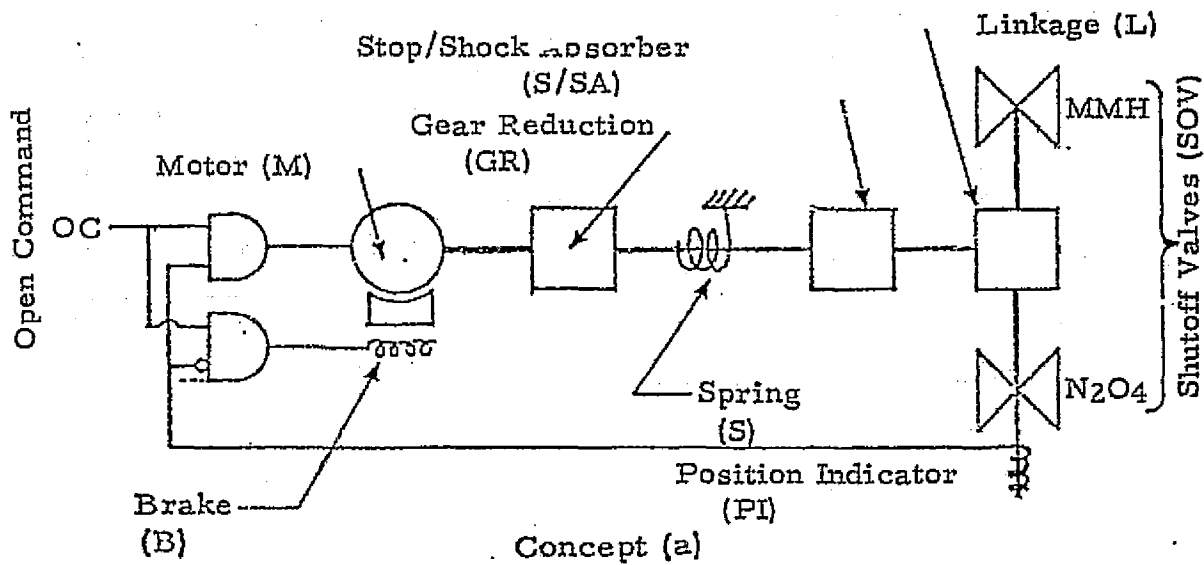 Linkage (L)
Stop/Shock Absorber
(S/SA)
Gear Reduction
(GR)
Motor (M)
MMH
Open Command
OC
Shutoff Valves (SOV)
N2O4
Spring
(S)
Position Indicator
(PI)
Brake
(B)
Concept (a)